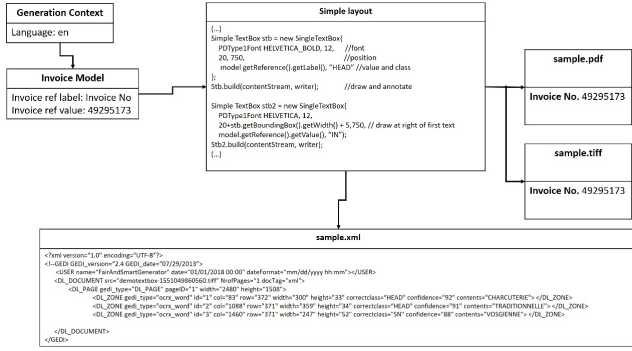 Generation Context
Language: en
Invoice Model
Invoice ref label: Invoice No
Invoice ref value: 49295173
Simple layout
{...]
Simple TextBox stb = new SingleTextBox{
PDType1Font HELVETICA_BOLD, 12, //font
20, 750, //position
model getReference().getLabel(), "HEAD" //value and class
};
Stb.build(contentStream, writer); //draw and annotate
Simple TextBox stb2 = new SingleTextBox{
PDType1Font HELVETICA, 12,
20+stb.getBoundingBox().getWidth() + 5,750, // draw at right of first text
model.getReference().getValue(), "IN");
Stb2.build(contentStream, writer);
{...}
sample.pdf
Invoice No. 49295173
sample.tiff
Invoice No. 49295173
sample.xml
<?xml version="1.0" encoding="UTF-8"?>
<!--GEDI GEDI_version="2.4 GEDI_date="07/29/2013">
<USER name="FairAndSmartGenerator" date="01/01/2018 00:00" dateFormat="mm/dd/yyyy hh:mm"></USER>
<DL_DOCUMENT src="demotextbox-1551049860560.tiff" NrofPages="1 docTag="xml">
<DL_PAGE gedi_type="DL_PAGE" pageID="1" width="2480" height="1508">
<DL_ZONE gedi_type="ocrx_word" id="1" col="83" row="372" width="300" height="33" correctclass="HEAD" confidence="92" contents="CHARCUTERIE"> </DL_ZONE>
<DL_ZONE gedi_type="ocrx_word" id="2" col="1088" row="371" width="359" height="34" correctclass="HEAD" confidence="91" contents="TRADITIONNELLE"> </DL_ZONE>
<DL_ZONE gedi_type="ocrx_word" id="3" col="1460" row="371" width="247" height="52" correctclass="SN" confidence="88" contents="VOSGIENNE"> </DL_ZONE>
</DL_DOCUMENT>
</GEDI>